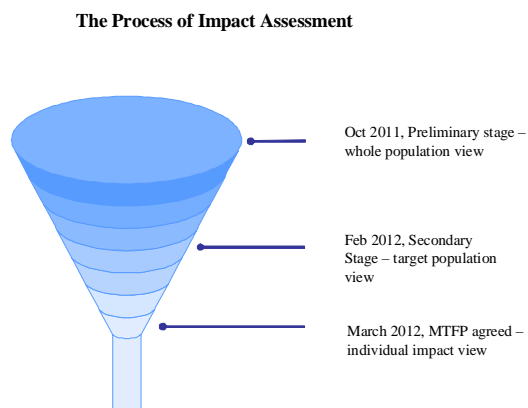 The Process of Impact Assessment
Oct 2011, Preliminary stage –
whole population view
Feb 2012, Secondary
Stage – target population
view
March 2012, MTFP agreed –
individual impact view